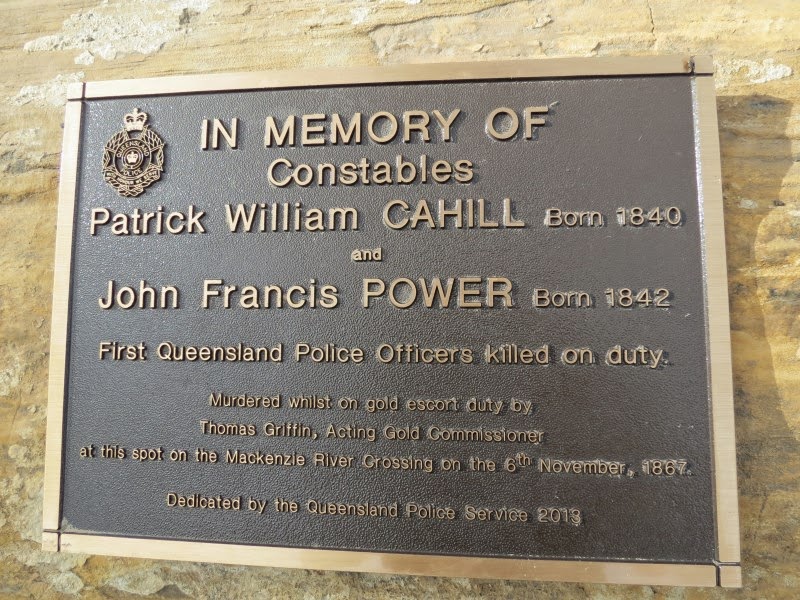 IN MEMORY OF
Constables
Patrick William CAHILL Born 1840
and
John Francis POWER Born 1842
First Queensland Police Officers killed on duty.
Murdered whilst on gold escort duty by
Thomas Griffin, Acting Gold Commissioner
at this spot on the Mackenzie River Crossing on the 6th November, 1867.
Dedicated by the Queensland Police Service 2013